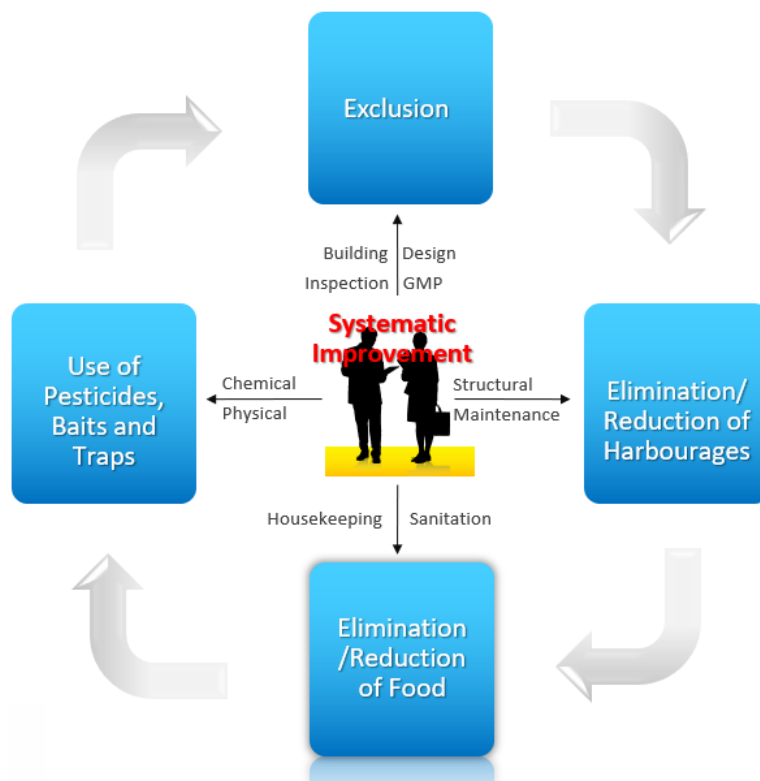 Exclusion
Building Design
Inspection GMP
Systematic
Improvement
Use of
Pesticides,
Baits and
Traps
Chemical
Physical
Structural
Maintenance
Elimination/
Reduction of
Harbourages
Housekeeping Sanitation
Elimination
/Reduction
of Food